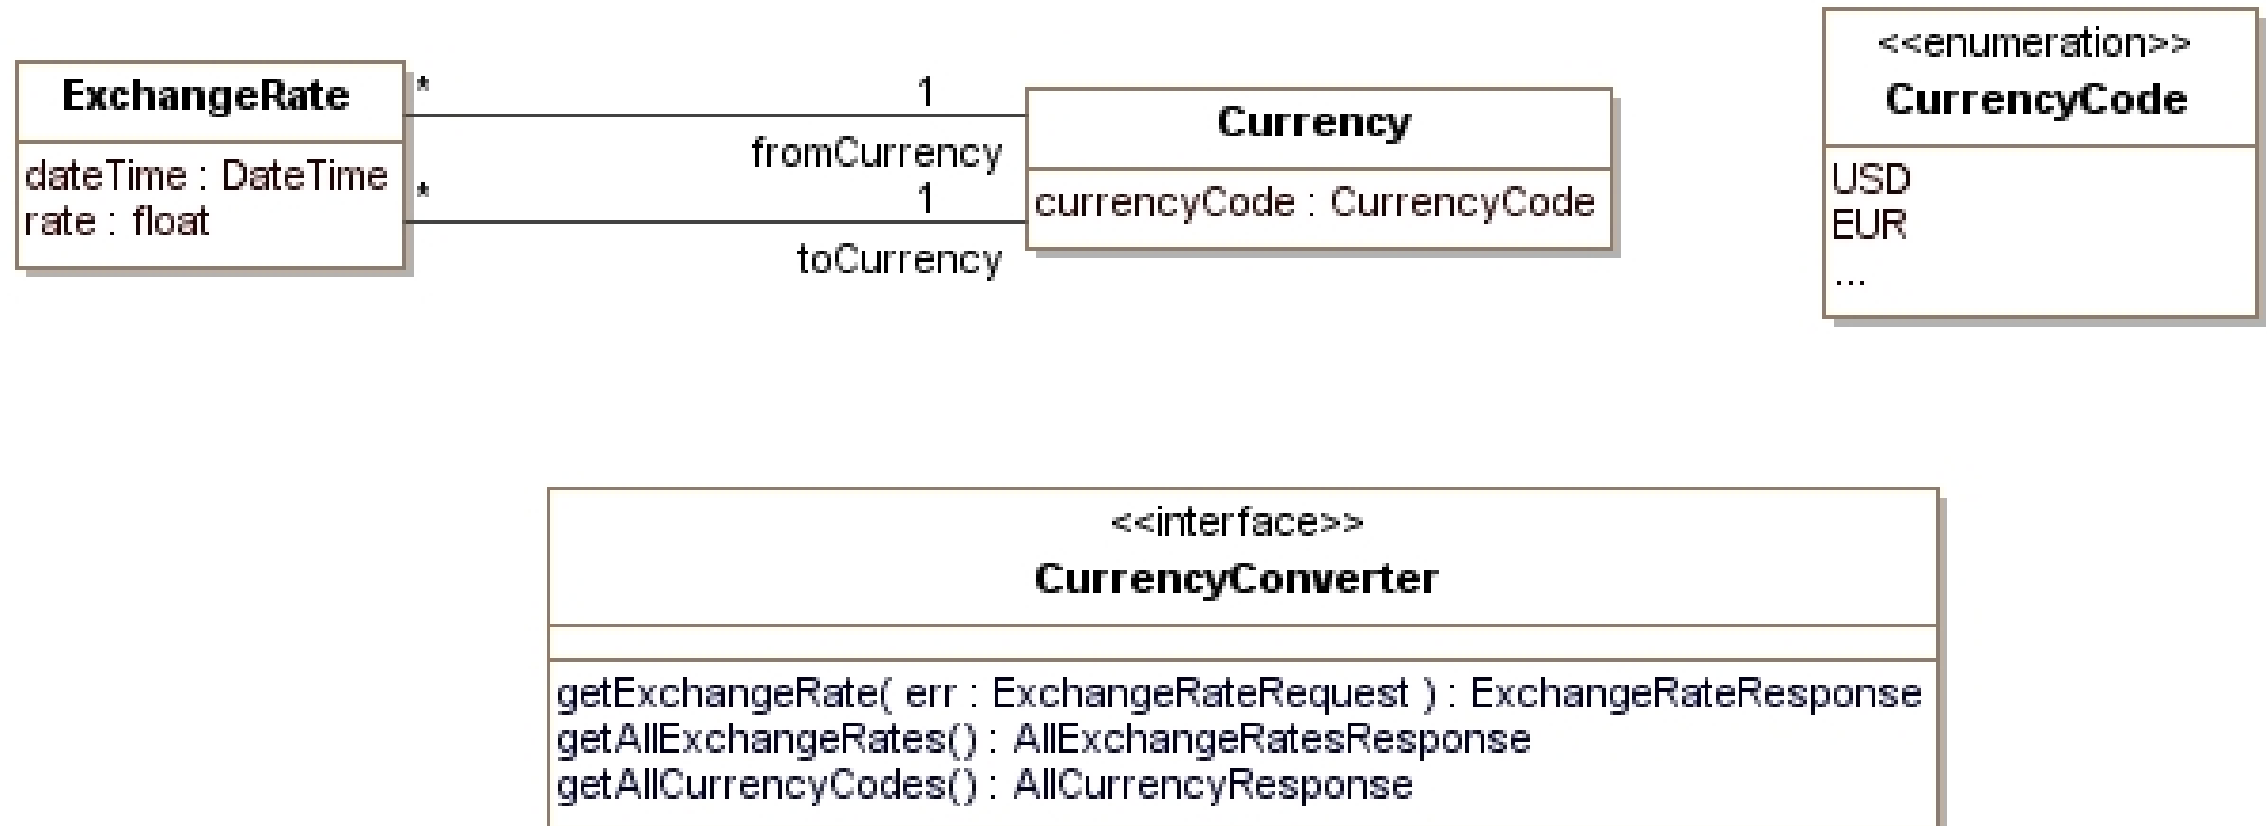 ExchangeRate
dateTime : DateTime
rate : float
*
1
fromCurrency
*
1
toCurrency
Currency
currencyCode : CurrencyCode
<<enumeration>>
CurrencyCode
USD
EUR
...
<<interface>>
CurrencyConverter
getExchangeRate( err : ExchangeRateRequest ) : ExchangeRateResponse
getAllExchangeRates() : AllExchangeRatesResponse
getAllCurrencyCodes() : AllCurrencyResponse